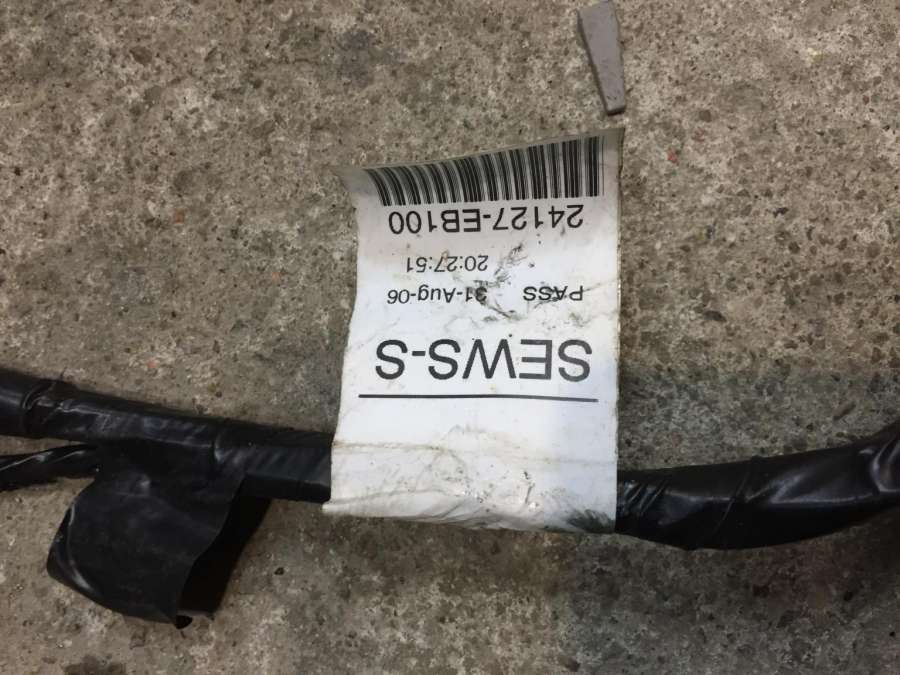 SEWS-S
PASS 31-Aug-06
20:27:51
24127-EB100